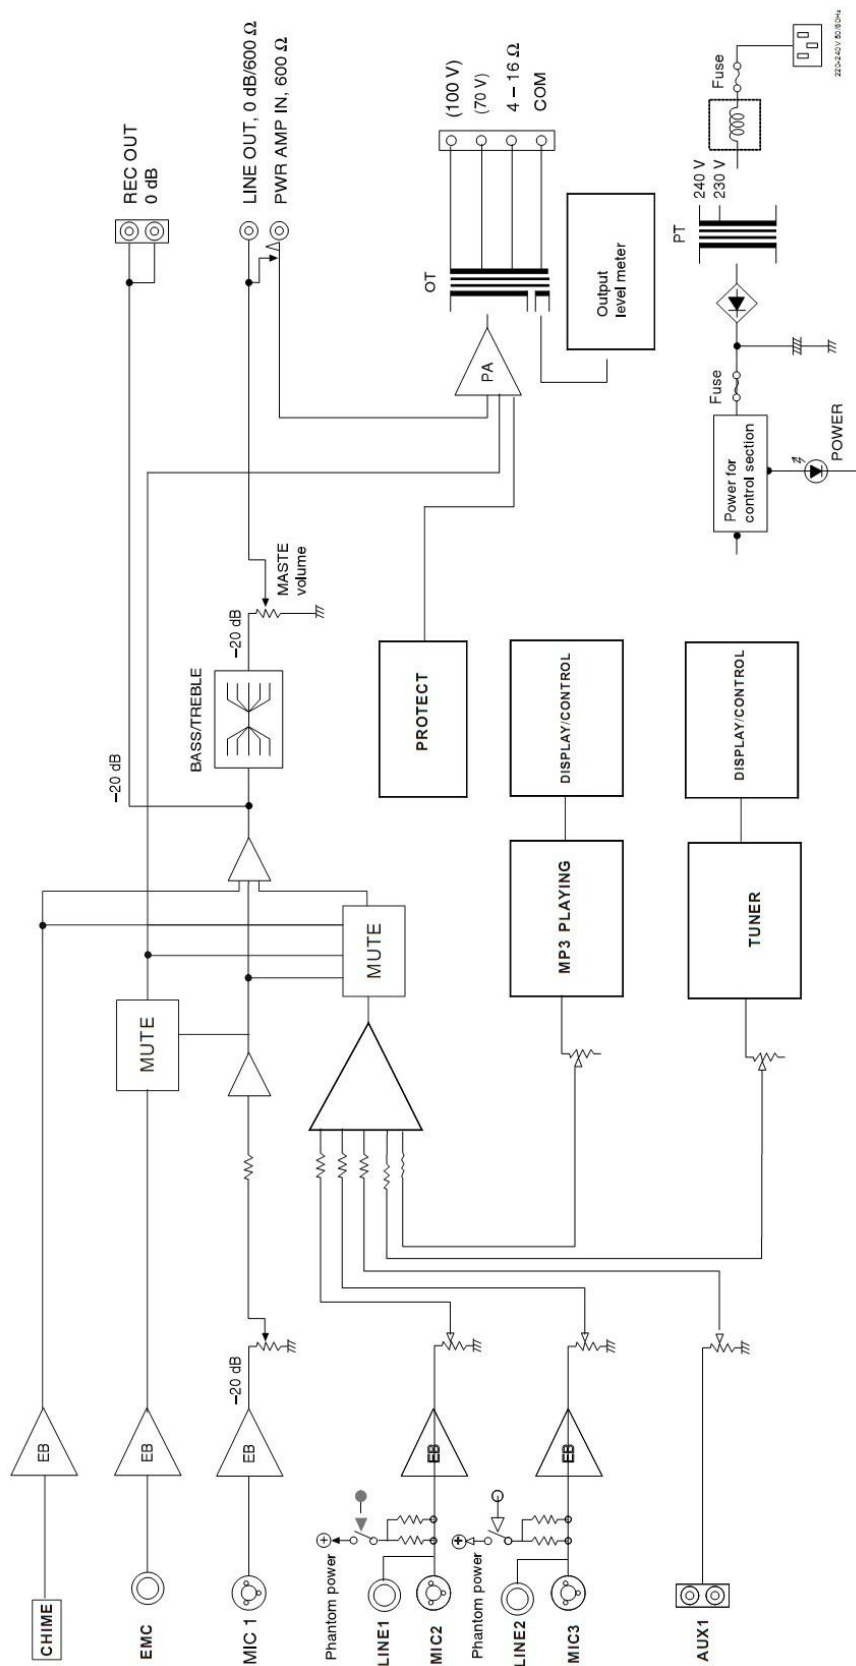 CHIME
EB
EMC
EB
MUTE
MIC 1
EB
−20 dB
−20 dB
REC OUT
0 dB
BASS/TREBLE
−20 dB
MASTE
volume
LINE OUT, 0 dB/600 Ω
PWR AMP IN, 600 Ω
Phantom power
LINE1
MIC2
EB
MUTE
PROTECT
PA
OT
(100 V)
(70 V)
4 – 16 Ω
COM
Output
level meter
Phantom power
LINE2
MIC3
EB
MP3 PLAYING
DISPLAY/CONTROL
AUX1
TUNER
DISPLAY/CONTROL
Power for
control section
POWER
Fuse
PT
240 V
230 V
Fuse
220-240V 50/60Hz